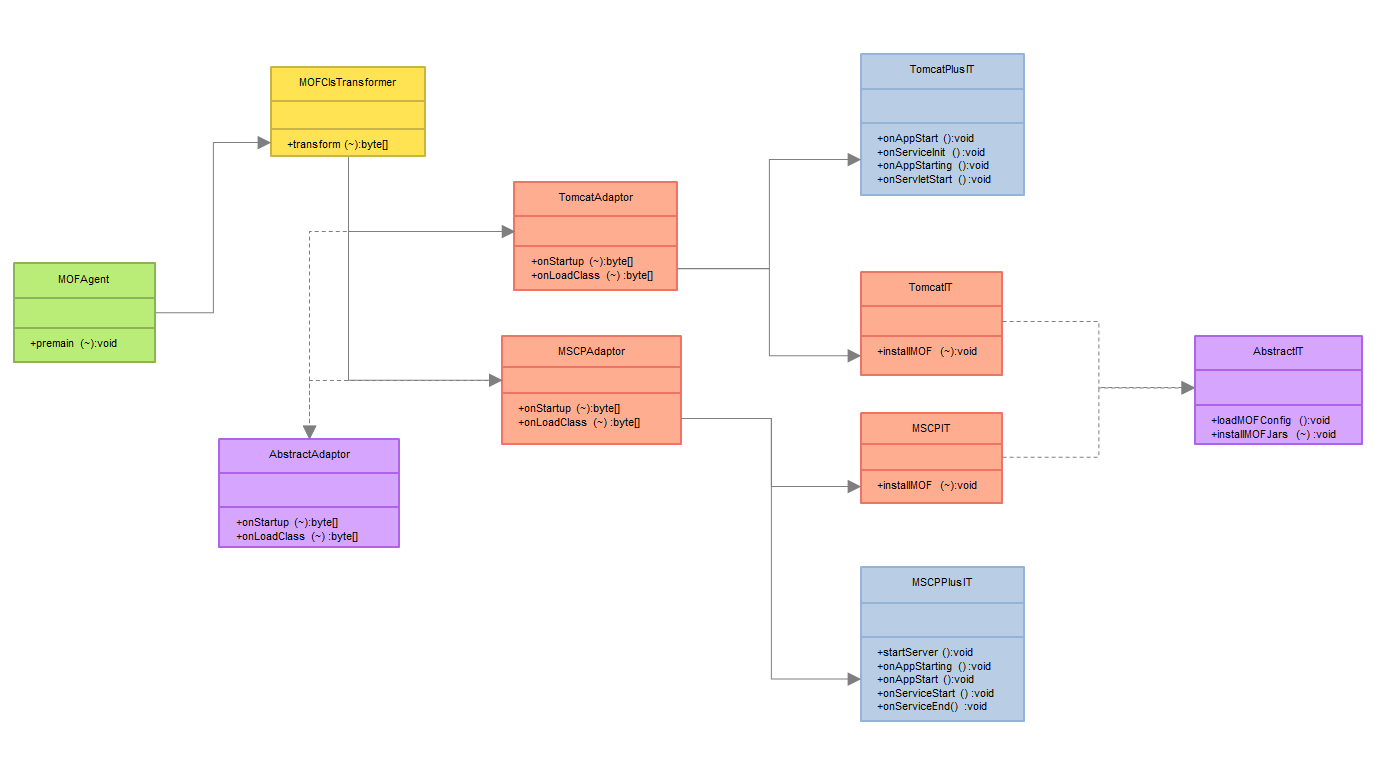 MOFClsTransformer
+transform (~):byte[]
TomcatPlusIT
+onAppStart ():void
+onServiceInit () :void
+onAppStarting ():void
+onServletStart () :void
TomcatAdaptor
+onStartup (~):byte[]
+onLoadClass (~) :byte[]
MOFAgent
+premain (~):void
TomcatIT
+installMOF (~):void
MSCPAdaptor
+onStartup (~):byte[]
+onLoadClass (~) :byte[]
AbstractIT
+loadMOFConfig ():void
+installMOFJars (~) :void
MSCPIT
+installMOF (~):void
AbstractAdaptor
+onStartup (~):byte[]
+onLoadClass (~) :byte[]
MSCPPlusIT
+startServer ():void
+onAppStarting () :void
+onAppStart ():void
+onServiceStart () :void
+onServiceEnd() :void